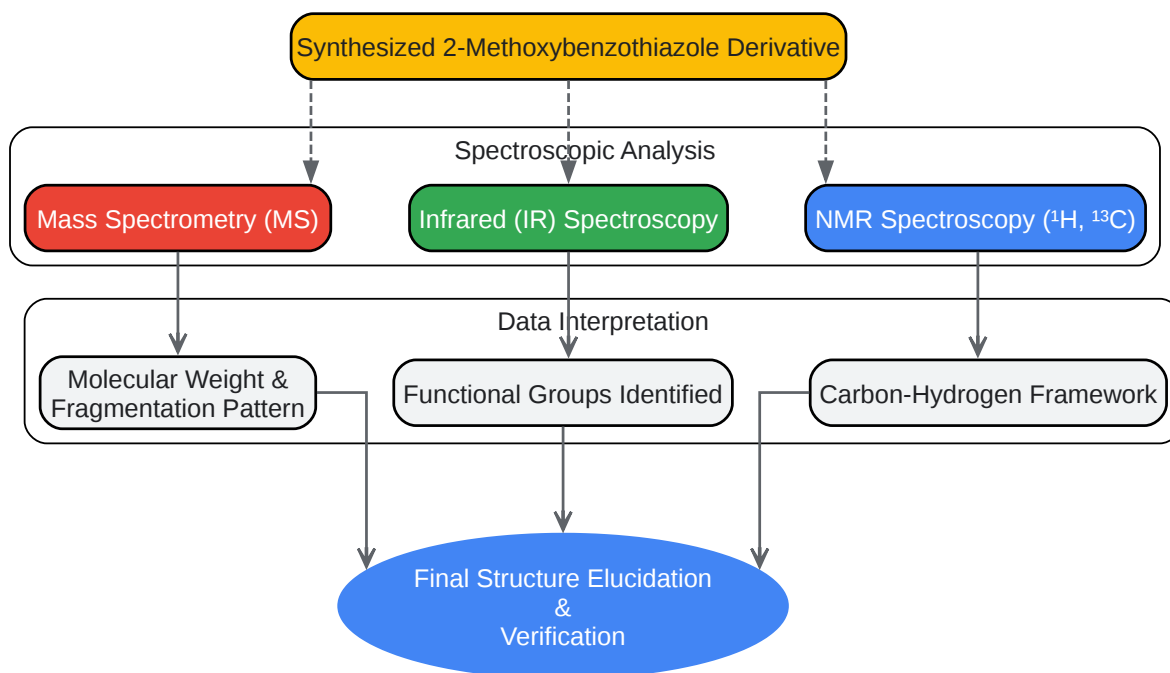 Synthesized 2-Methoxybenzothiazole Derivative
Spectroscopic Analysis
Mass Spectrometry (MS)
Infrared (IR) Spectroscopy
NMR Spectroscopy (¹H, ¹³C)
Data Interpretation
Molecular Weight &
Fragmentation Pattern
Functional Groups Identified
Carbon-Hydrogen Framework
Final Structure Elucidation
&
Verification